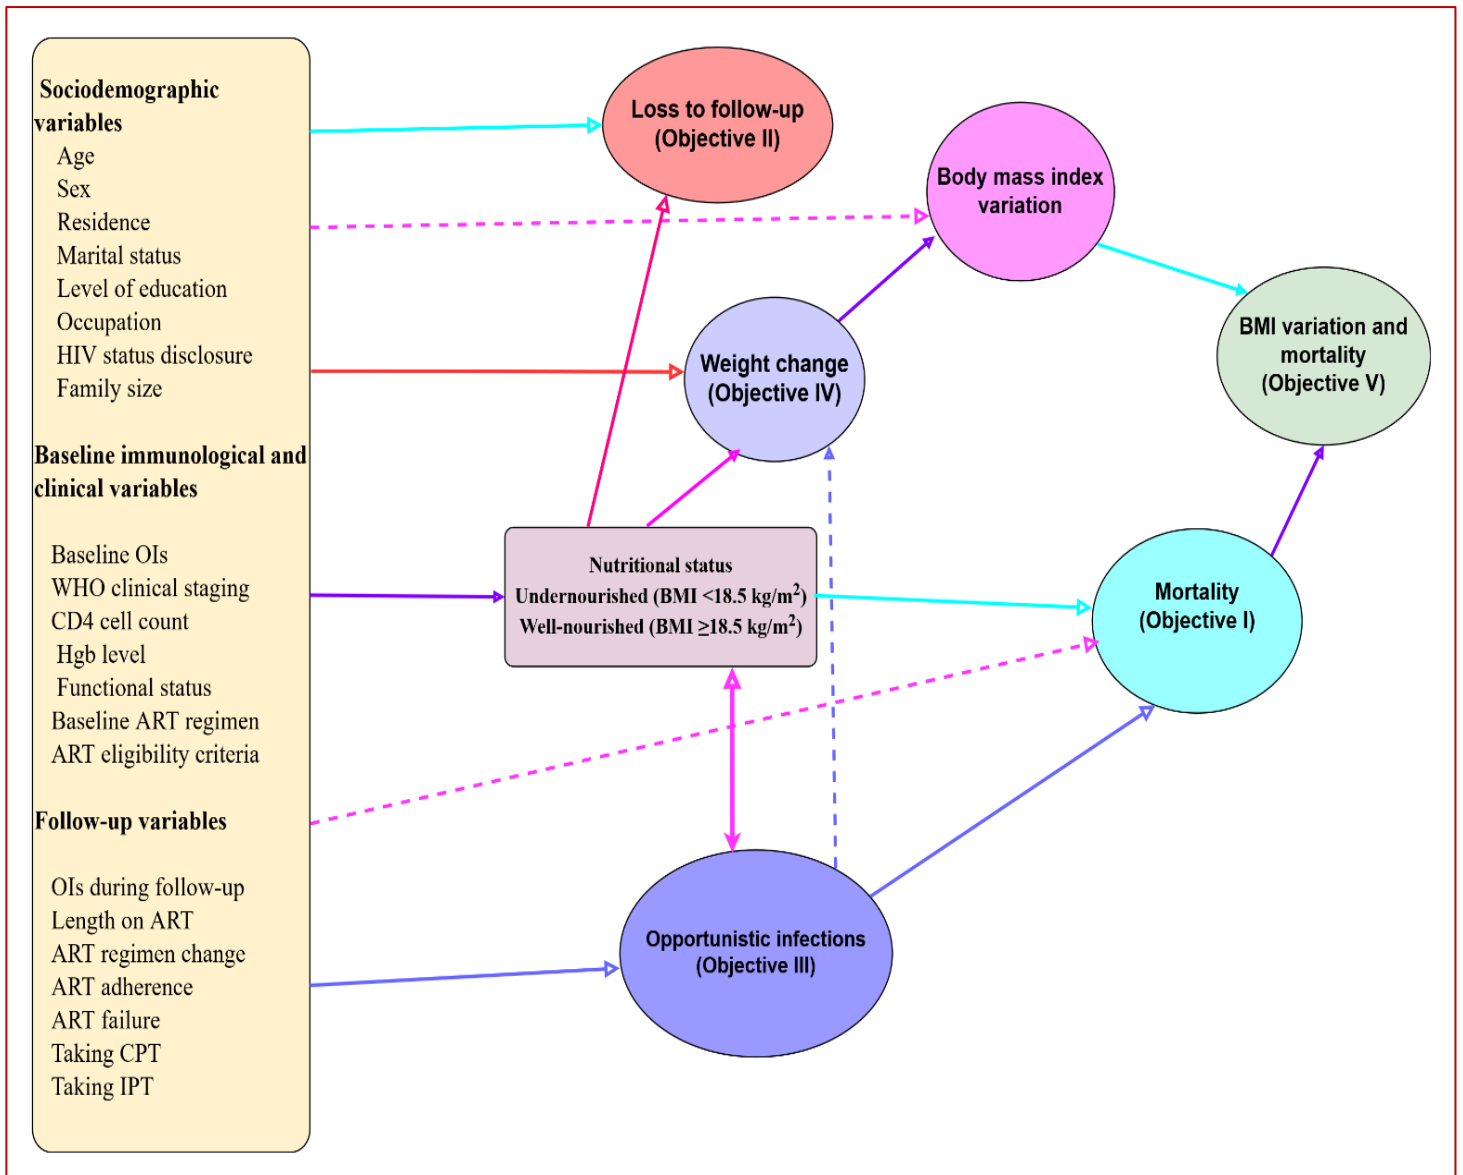 Sociodemographic
variables
Age
Sex
Residence
Marital status
Level of education
Occupation
HIV status disclosure
Family size
Baseline immunological and
clinical variables
Baseline OIs
WHO clinical staging
CD4 cell count
Hgb level
Functional status
Baseline ART regimen
ART eligibility criteria
Follow-up variables
OIs during follow-up
Length on ART
ART regimen change
ART adherence
ART failure
Taking CPT
Taking IPT
Loss to follow-up
(Objective II)
Body mass index
variation
Weight change
(Objective IV)
BMI variation and
mortality
(Objective V)
Nutritional status
Undernourished (BMI <18.5 kg/m²)
Well-nourished (BMI ≥18.5 kg/m²)
Mortality
(Objective I)
Opportunistic infections
(Objective III)